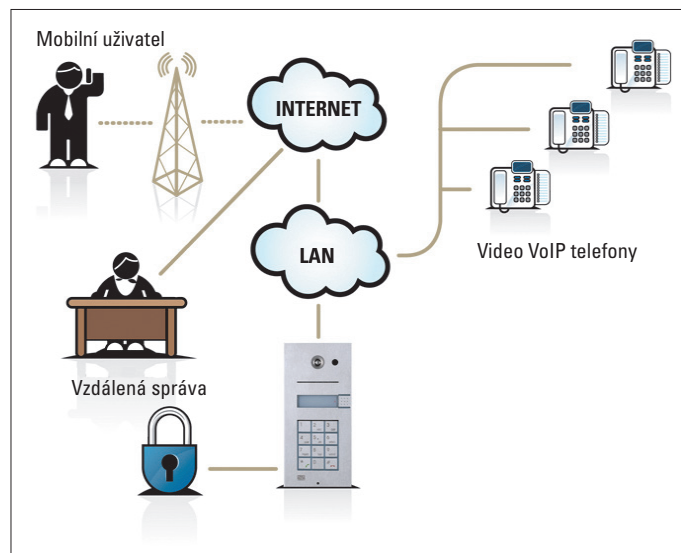 Mobilní uživatel
INTERNET
LAN
Video VoIP telefony
Vzdálená správa